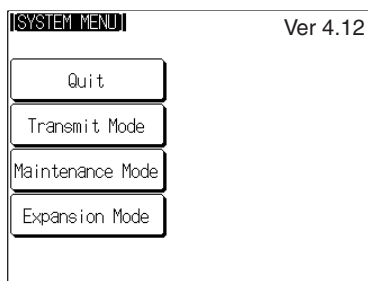 [SYSTEM MENU] Ver 4.12
Quit
Transmit Mode
Maintenance Mode
Expansion Mode